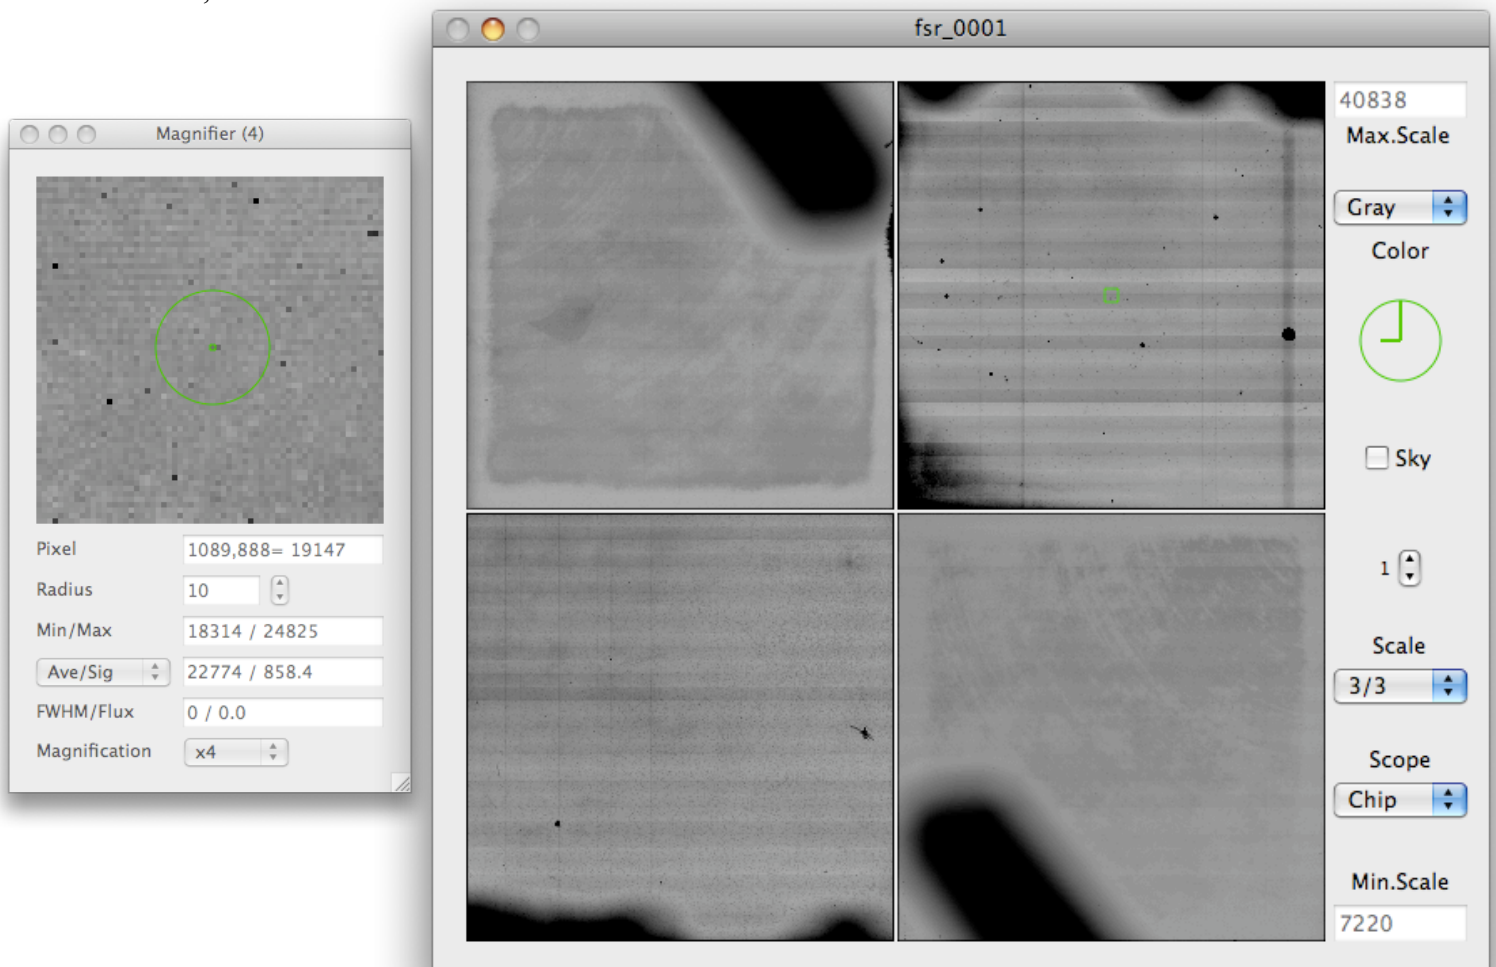 Magnifier (4)
Pixel
1089,888= 19147
Radius
10
Min/Max
18314 / 24825
Ave/Sig
22774 / 858.4
FWHM/Flux
0 / 0.0
Magnification
x4
fsr_0001
40838
Max.Scale
Gray
Color
Sky
1
Scale
3/3
Scope
Chip
Min.Scale
7220